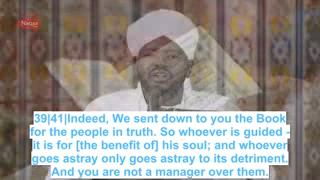 Noorur
39|41|Indeed, We sent down to you the Book
for the people in truth. So whoever is guided -
it is for [the benefit of] his soul; and whoever
goes astray only goes astray to its detriment.
And you are not a manager over them.